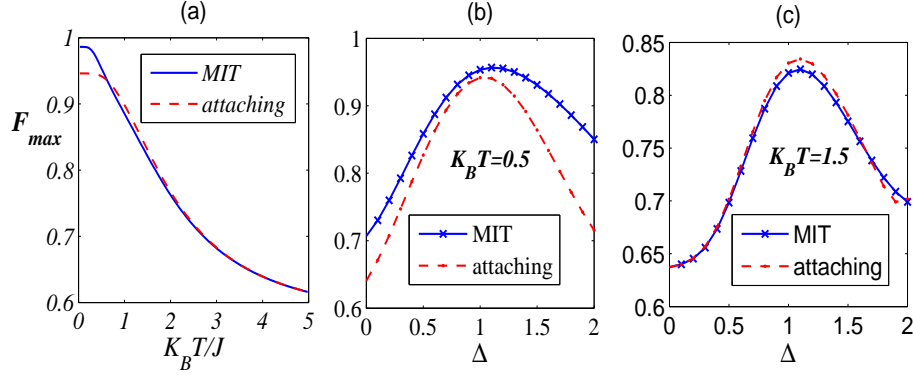 (a)
F_max
1
0.9
0.8
0.7
0.6
0 1 2 3 4 5
K_BT/J
MIT
attaching
(b)
1
0.9
0.8
0.7
0.6
0 0.5 1 1.5 2
Δ
K_BT=0.5
MIT
attaching
(c)
0.85
0.8
0.75
0.7
0.65
0.6
0 0.5 1 1.5 2
Δ
K_BT=1.5
MIT
attaching